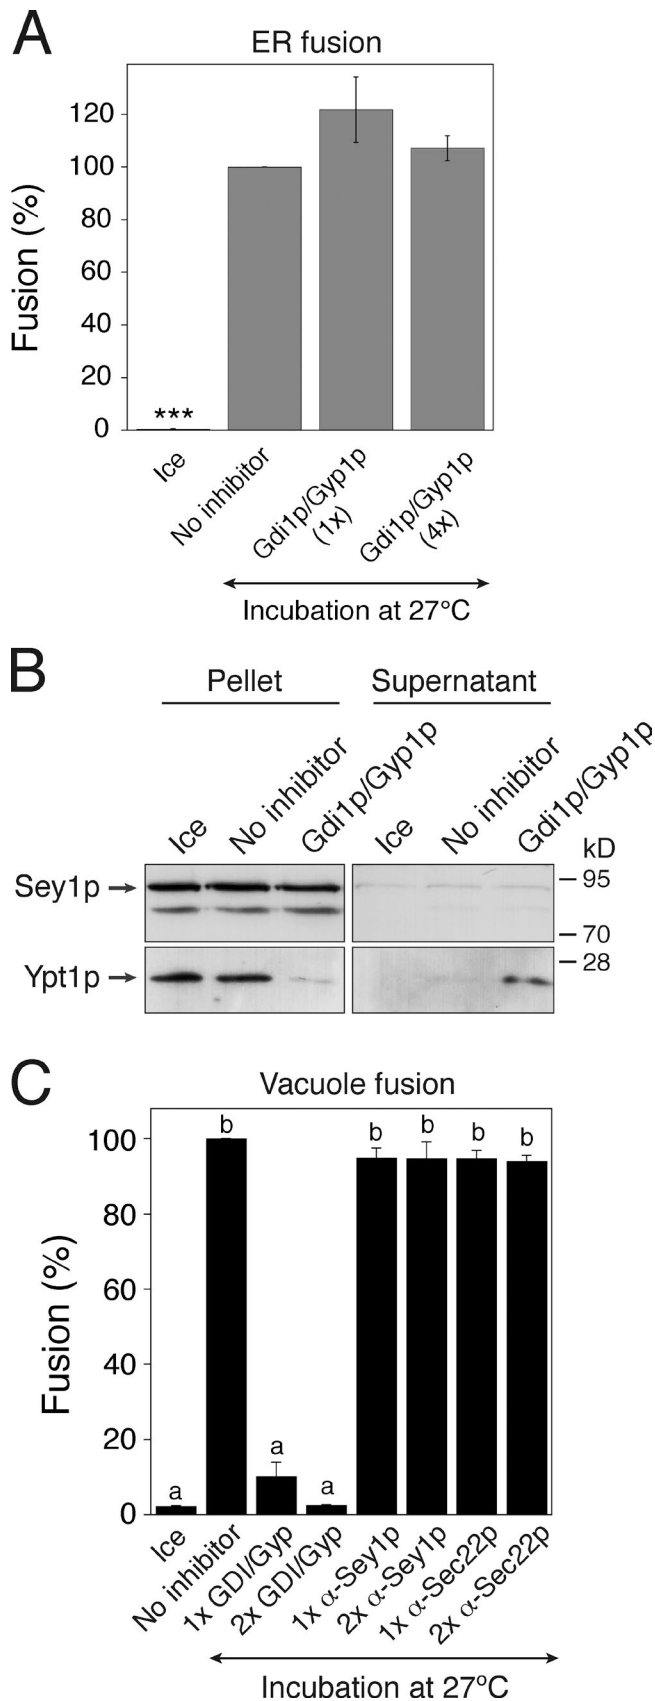 A
ER fusion
Fusion (%)
120
100
80
60
40
20
0
***
Ice
No inhibitor
Gdi1p/Gyp1p
(1x)
Gdi1p/Gyp1p
(4x)
Incubation at 27°C
B
Pellet
Supernatant
Ice
No inhibitor
Gdi1p/Gyp1p
Ice
No inhibitor
Gdi1p/Gyp1p
kD
Sey1p
95
70
Ypt1p
28
C
Vacuole fusion
Fusion (%)
100
80
60
40
20
0
a
b
a
a
b
b
b
b
Ice
No inhibitor
1x GDI/Gyp
2x GDI/Gyp
1x α-Sey1p
2x α-Sey1p
1x α-Sec22p
2x α-Sec22p
Incubation at 27°C